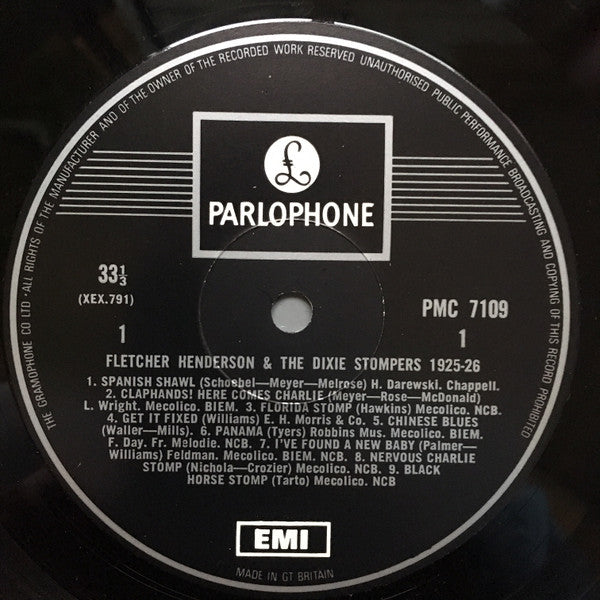 THE GRAMOPHONE CO LTD · ALL RIGHTS OF THE MANUFACTURER AND OF THE OWNER OF THE RECORDED WORK RESERVED UNAUTHORISED PUBLIC PERFORMANCE BROADCASTING AND COPYING OF THIS RECORD PROHIBITED
£
PARLOPHONE
33⅓
(XEX.791)
PMC 7109
1
1
FLETCHER HENDERSON & THE DIXIE STOMPERS 1925-26
1. SPANISH SHAWL (Schoebel—Meyer—Melrose) H. Darewski. Chappell.
2. CLAPHANDS! HERE COMES CHARLIE (Meyer—Rose—McDonald)
L. Wright. Mecolico. BIEM. 3. FLORIDA STOMP (Hawkins) Mecolico. NCB.
4. GET IT FIXED (Williams) E. H. Morris & Co. 5. CHINESE BLUES
(Waller—Mills). 6. PANAMA (Tyers) Robbins Mus. Mecolico. BIEM.
F. Day. Fr. Melodie. NCB. 7. I'VE FOUND A NEW BABY (Palmer—
Williams) Feldman. Mecolico. BIEM. NCB. 8. NERVOUS CHARLIE
STOMP (Nichola—Crozier) Mecolico. NCB. 9. BLACK
HORSE STOMP (Tarto) Mecolico. NCB
EMI
MADE IN GT BRITAIN